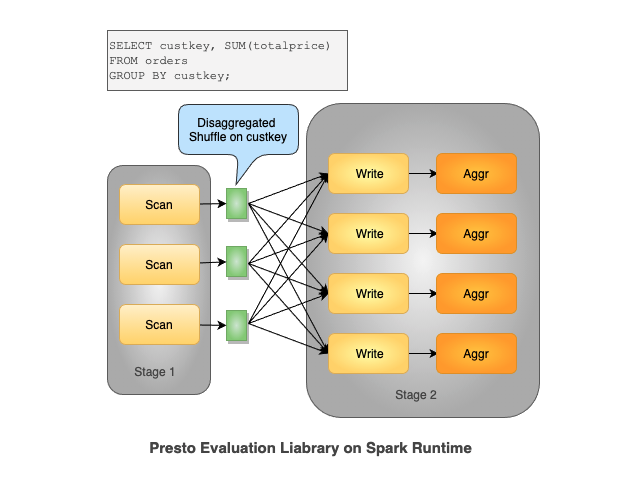 SELECT custkey, SUM(totalprice)
FROM orders
GROUP BY custkey;
Disaggregated
Shuffle on custkey
Scan
Scan
Scan
Stage 1
Write
Aggr
Write
Aggr
Write
Aggr
Write
Aggr
Stage 2
Presto Evaluation Liabrary on Spark Runtime